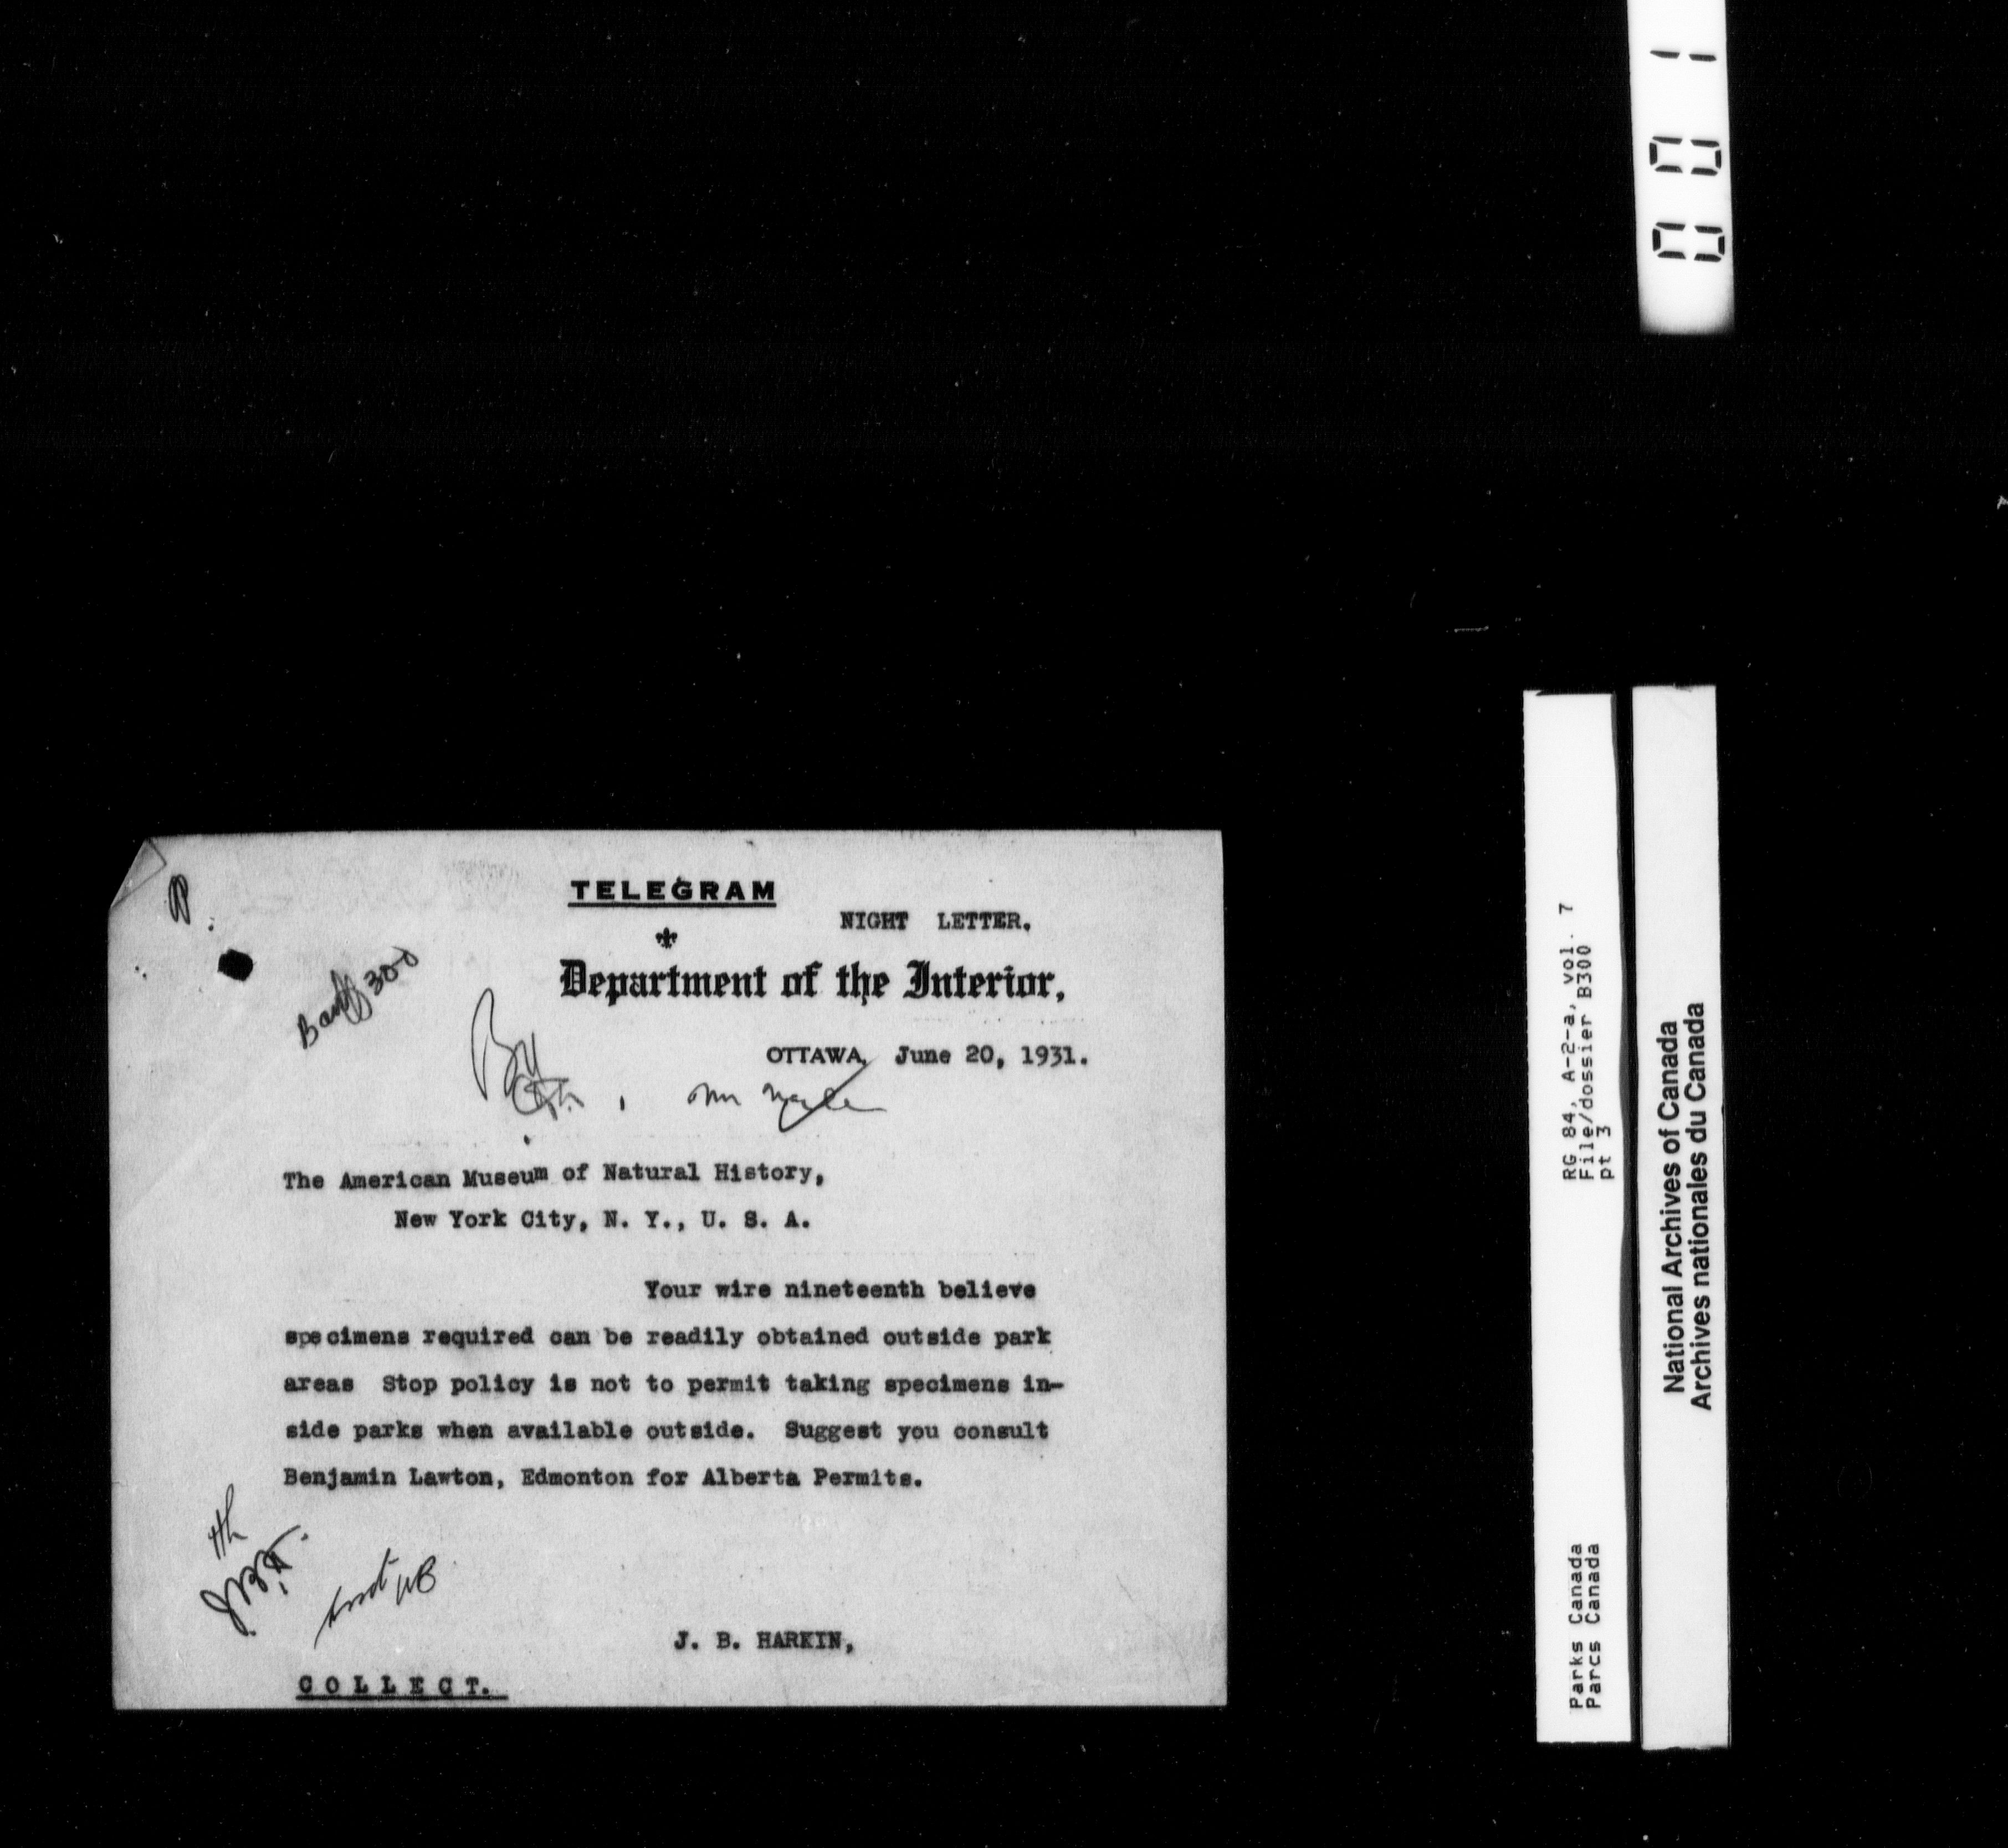 TELEGRAM
NIGHT LETTER.
Department of the Interior,
Banff 300
OTTAWA, June 20, 1931.
The American Museum of Natural History,
New York City, N. Y., U. S. A.
Your wire nineteenth believe
specimens required can be readily obtained outside park
areas Stop policy is not to permit taking specimens in-
side parks when available outside. Suggest you consult
Benjamin Lawton, Edmonton for Alberta Permits.
J. B. HARKIN,
COLLECT.
001
RG 84, A-2-a, vol. 7
File/dossier B300
pt 3
Parks Canada
Parcs Canada
National Archives of Canada
Archives nationales du Canada